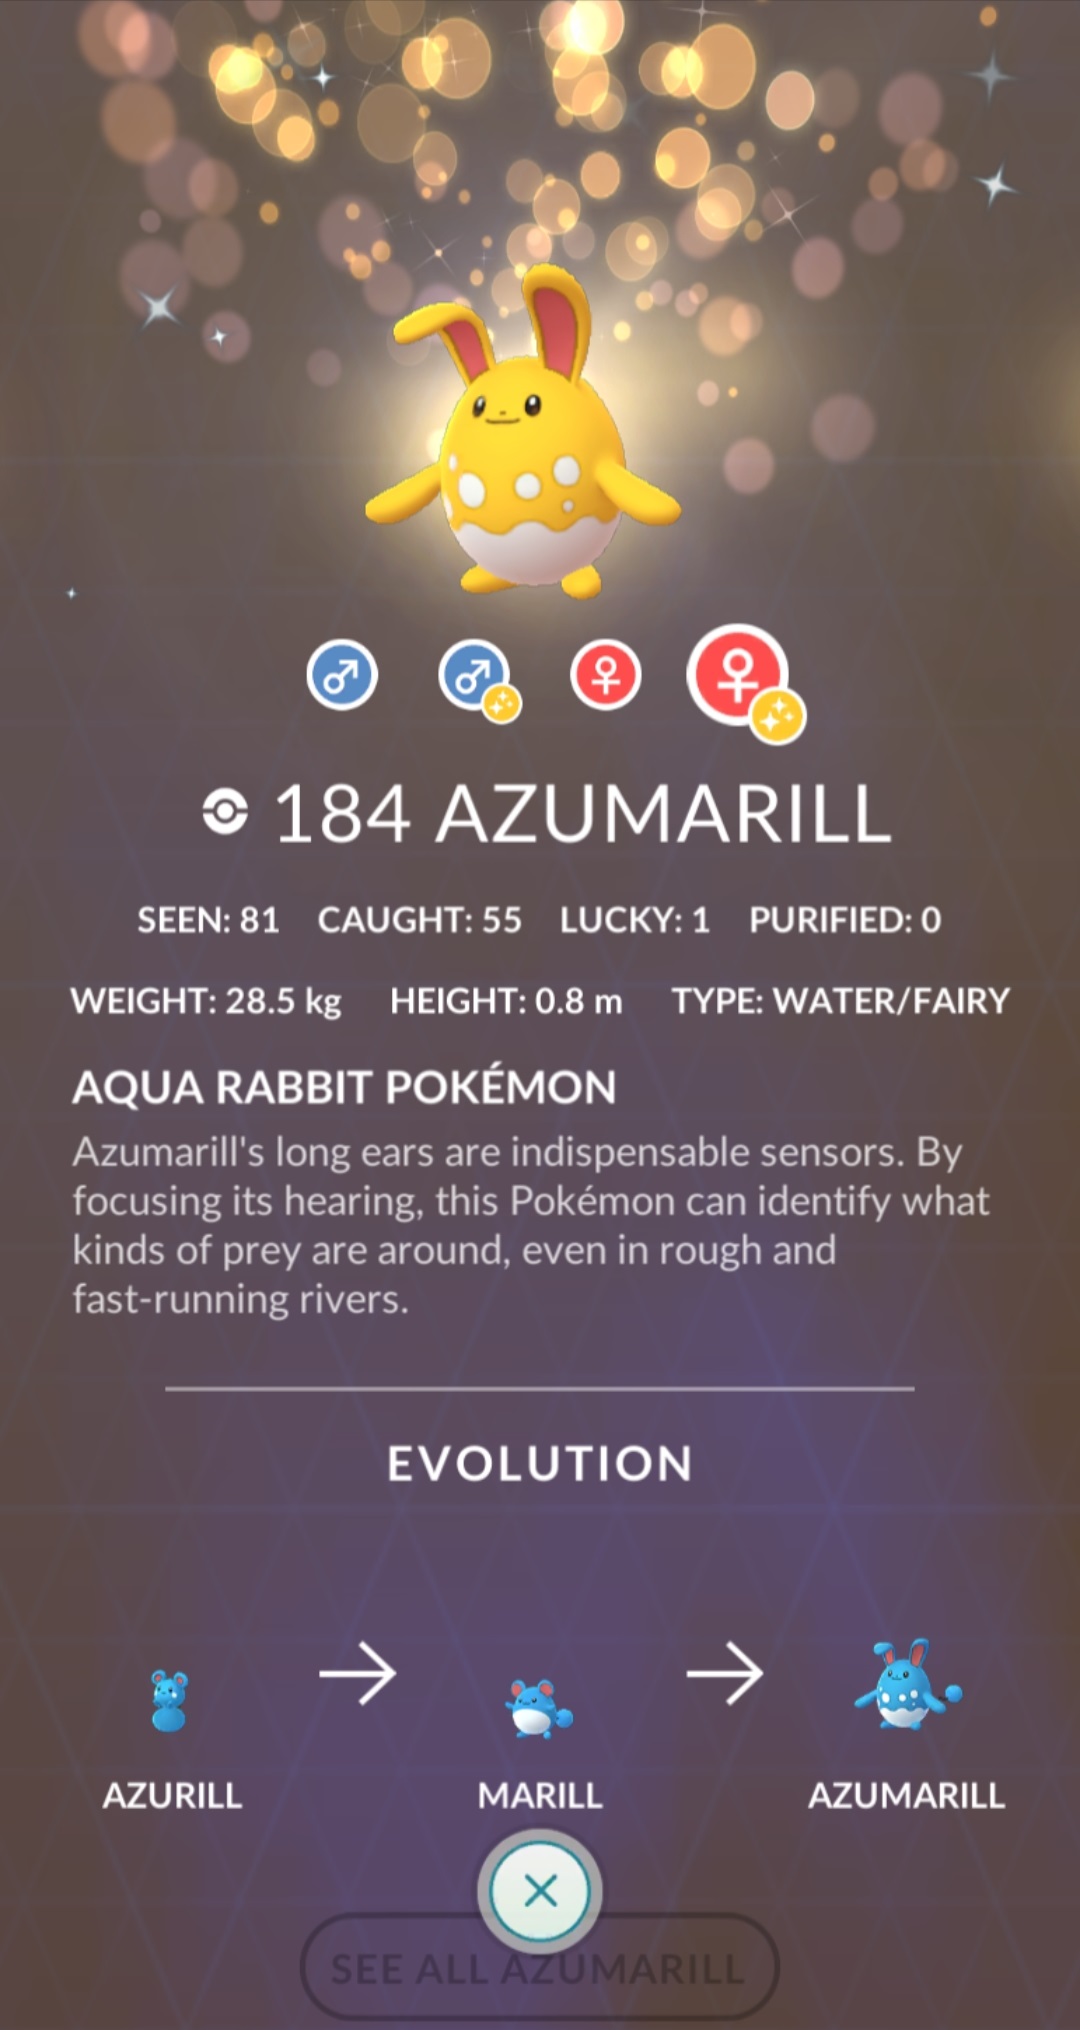 184 AZUMARILL
SEEN: 81 CAUGHT: 55 LUCKY: 1 PURIFIED: 0
WEIGHT: 28.5 kg HEIGHT: 0.8 m TYPE: WATER/FAIRY
AQUA RABBIT POKÉMON
Azumarill's long ears are indispensable sensors. By
focusing its hearing, this Pokémon can identify what
kinds of prey are around, even in rough and
fast-running rivers.
EVOLUTION
AZURILL MARILL AZUMARILL
SEE ALL AZUMARILL